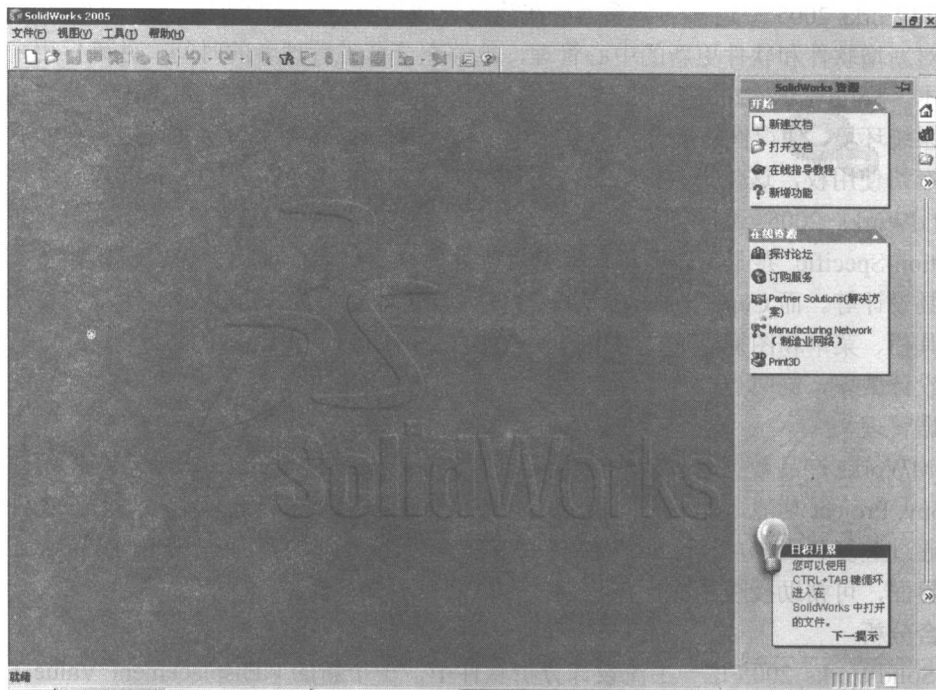 SolidWorks 2005
文件(F) 视图(V) 工具(T) 帮助(H)
SolidWorks 资源
开始
新建文档
打开文档
在线指导教程
新增功能
在线资源
探讨论坛
订购服务
Partner Solutions(解决方
案)
Manufacturing Network
(制造业网络)
Print3D
SolidWorks
日积月累
您可以使用
CTRL+TAB 键循环
进入在
SolidWorks 中打开
的文件。
下一提示
就绪